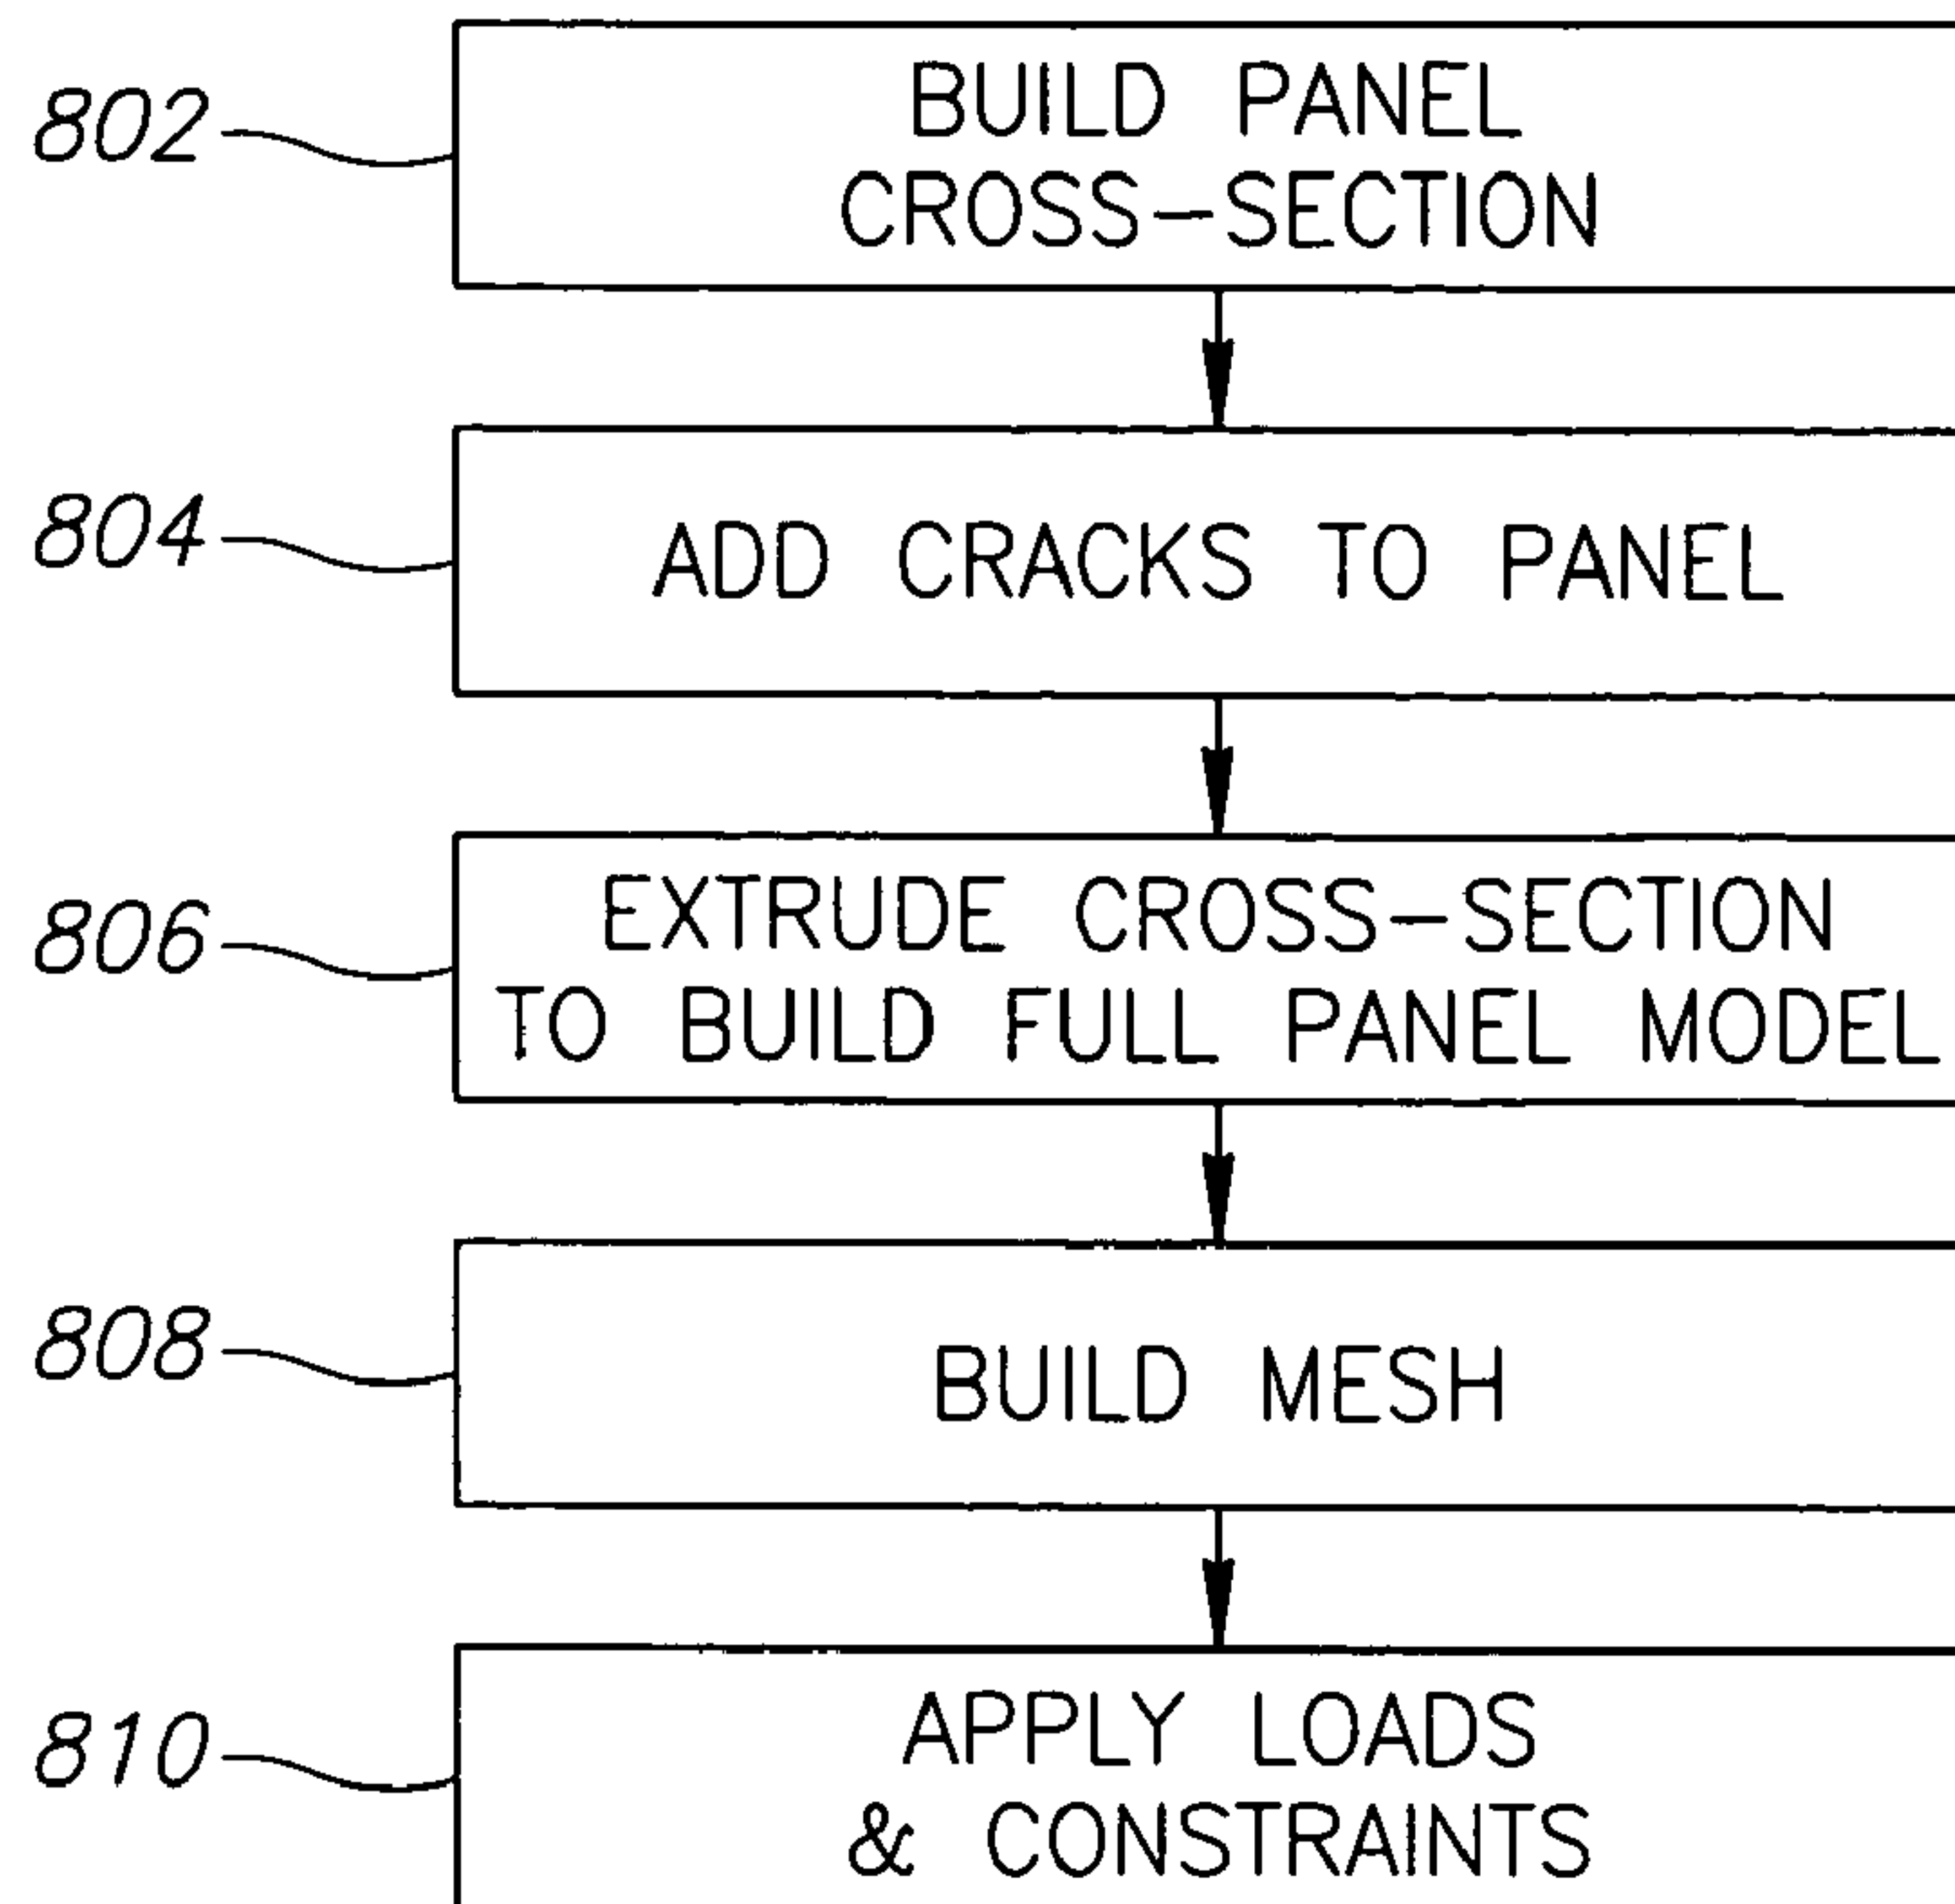 802
BUILD PANEL
CROSS-SECTION
804
ADD CRACKS TO PANEL
806
EXTRUDE CROSS-SECTION
TO BUILD FULL PANEL MODEL
808
BUILD MESH
810
APPLY LOADS
& CONSTRAINTS